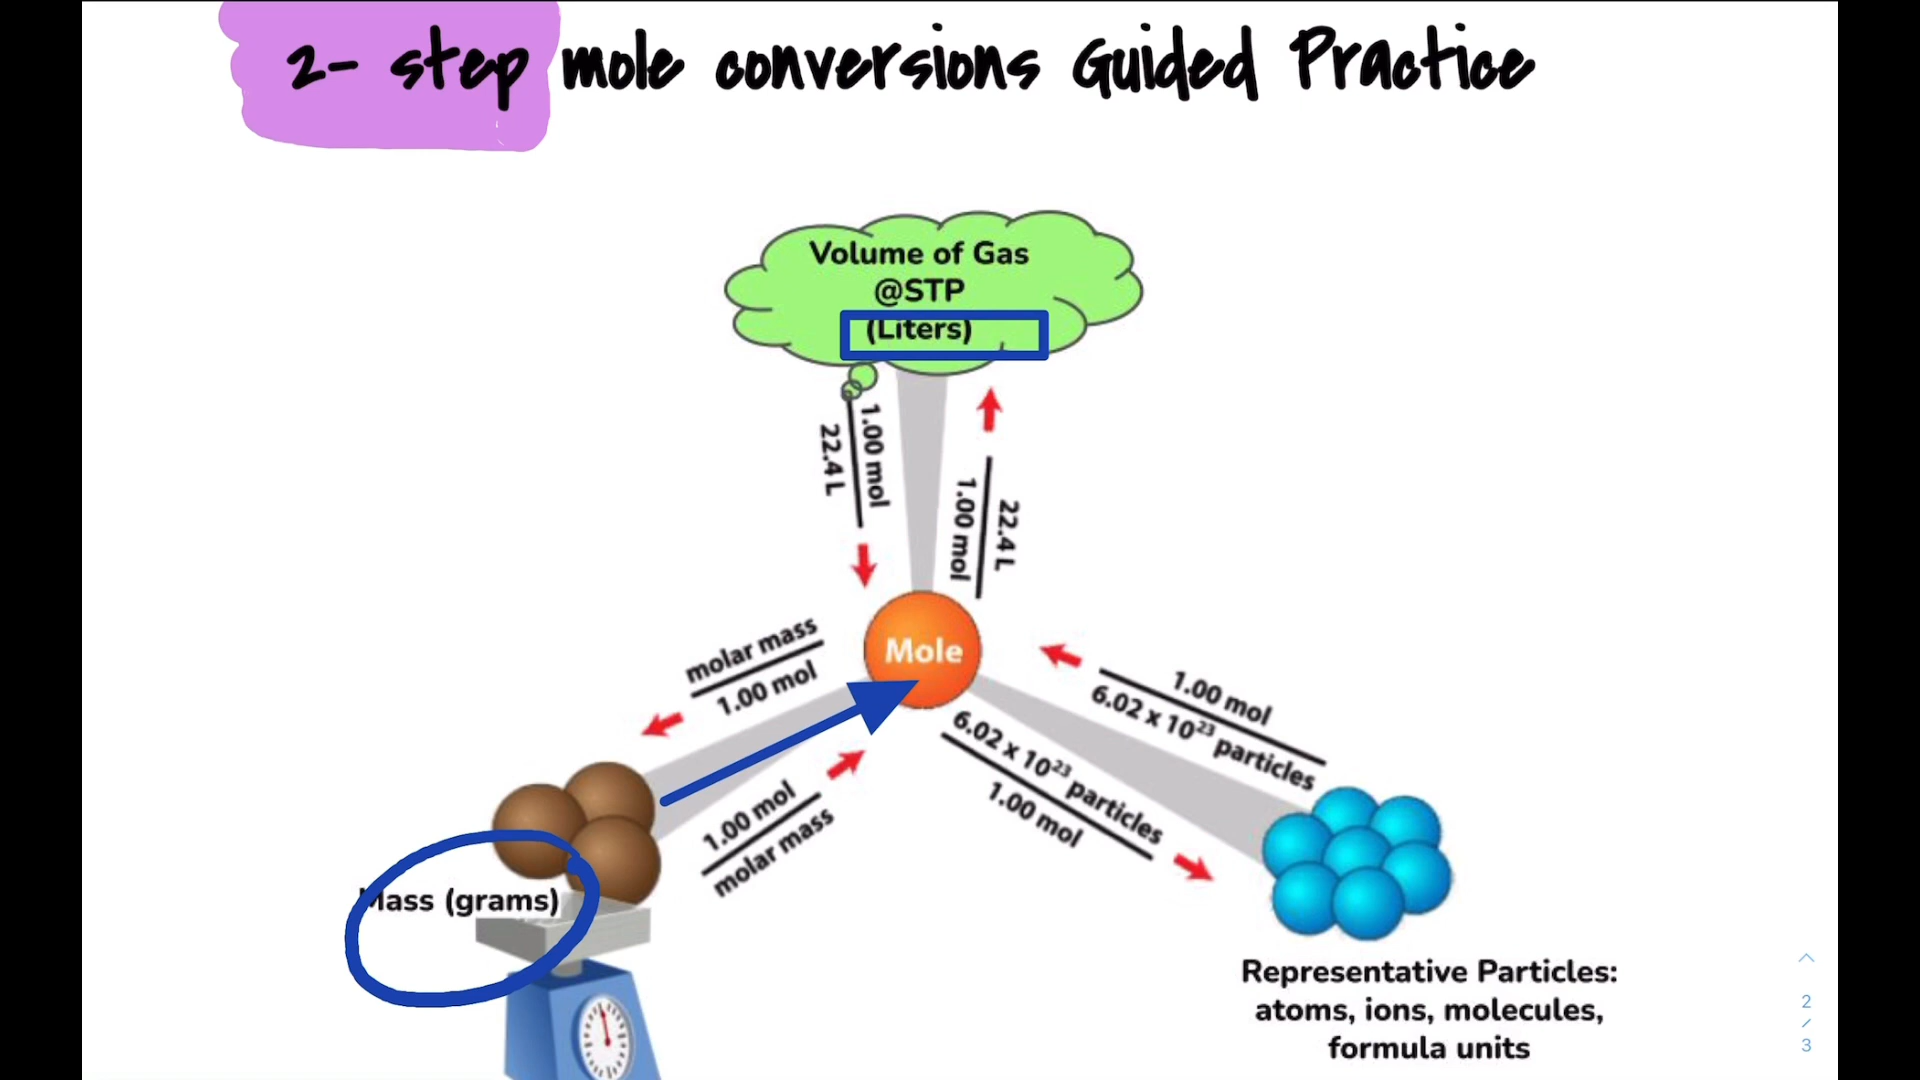 2- step mole conversions Guided Practice
Volume of Gas
@STP
(Liters)
1.00 mol
22.4 L
22.4 L
1.00 mol
Mole
molar mass
1.00 mol
1.00 mol
molar mass
1.00 mol
6.02 x 10²³ particles
6.02 x 10²³ particles
1.00 mol
Mass (grams)
Representative Particles:
atoms, ions, molecules,
formula units
2
/
3